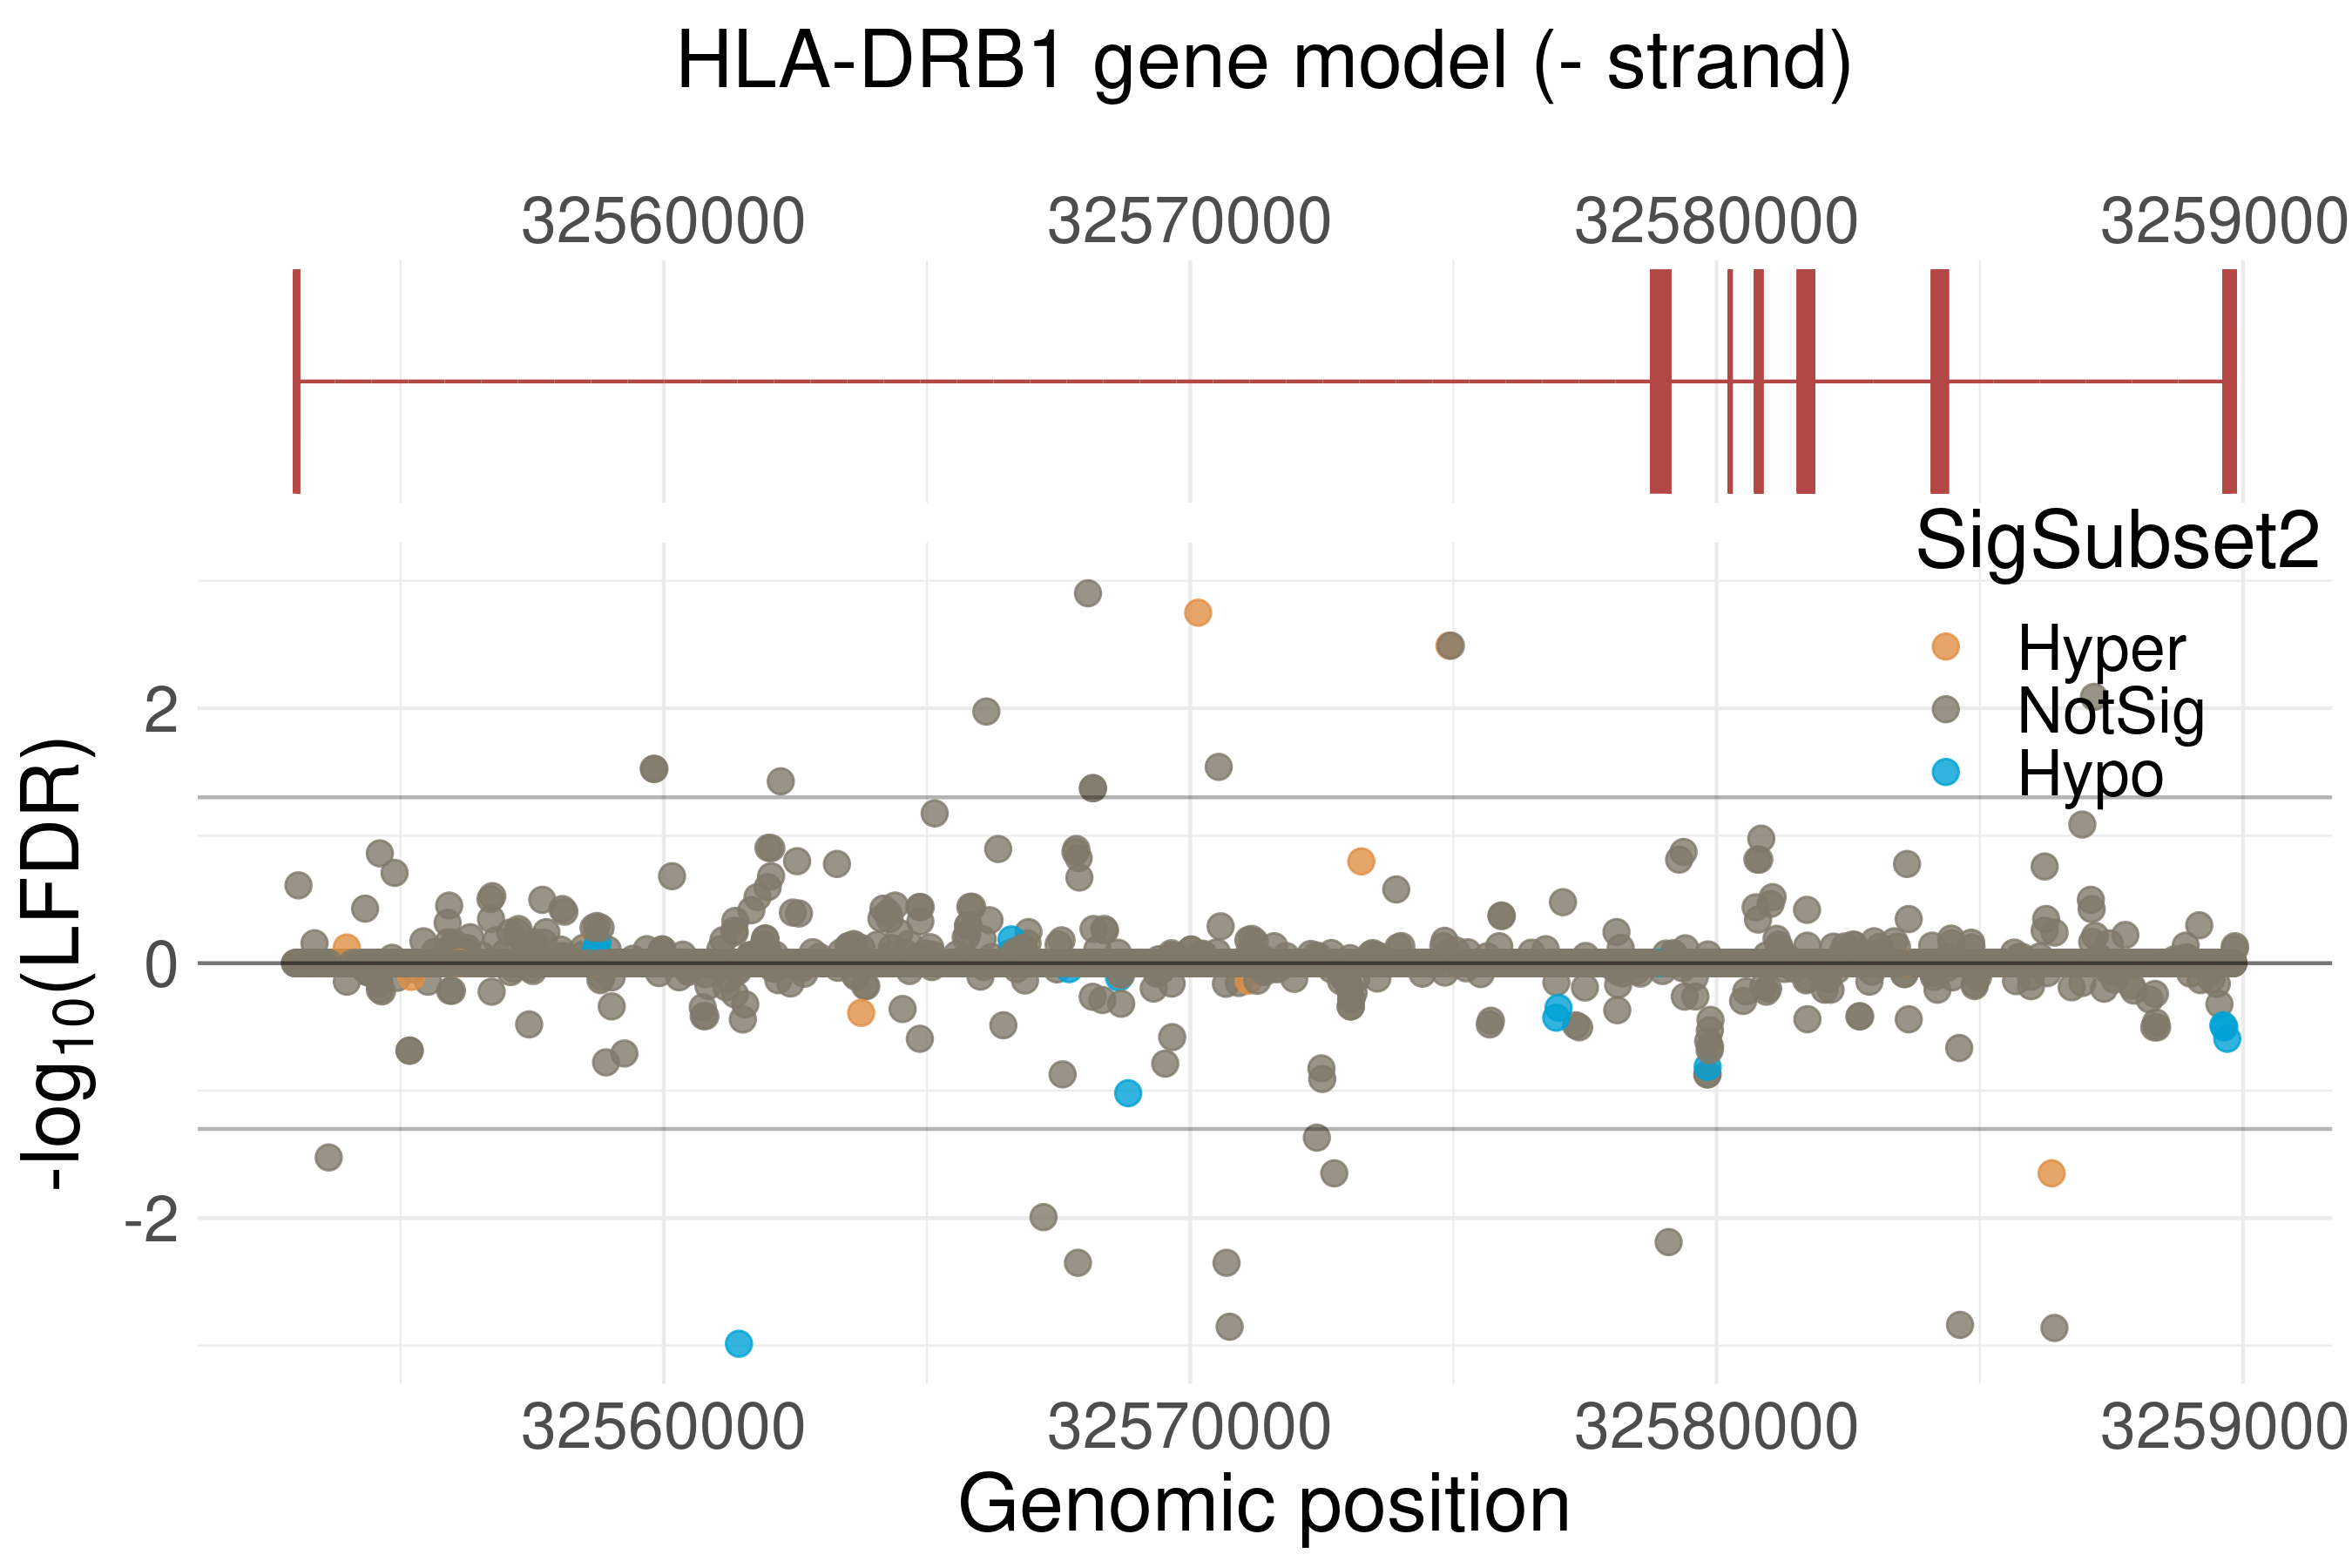 HLA-DRB1 gene model (- strand)
32560000 32570000 32580000 3259000
SigSubset2
Hyper
NotSig
Hypo
2
0
-2
-log10(LFDR)
32560000 32570000 32580000 3259000
Genomic position